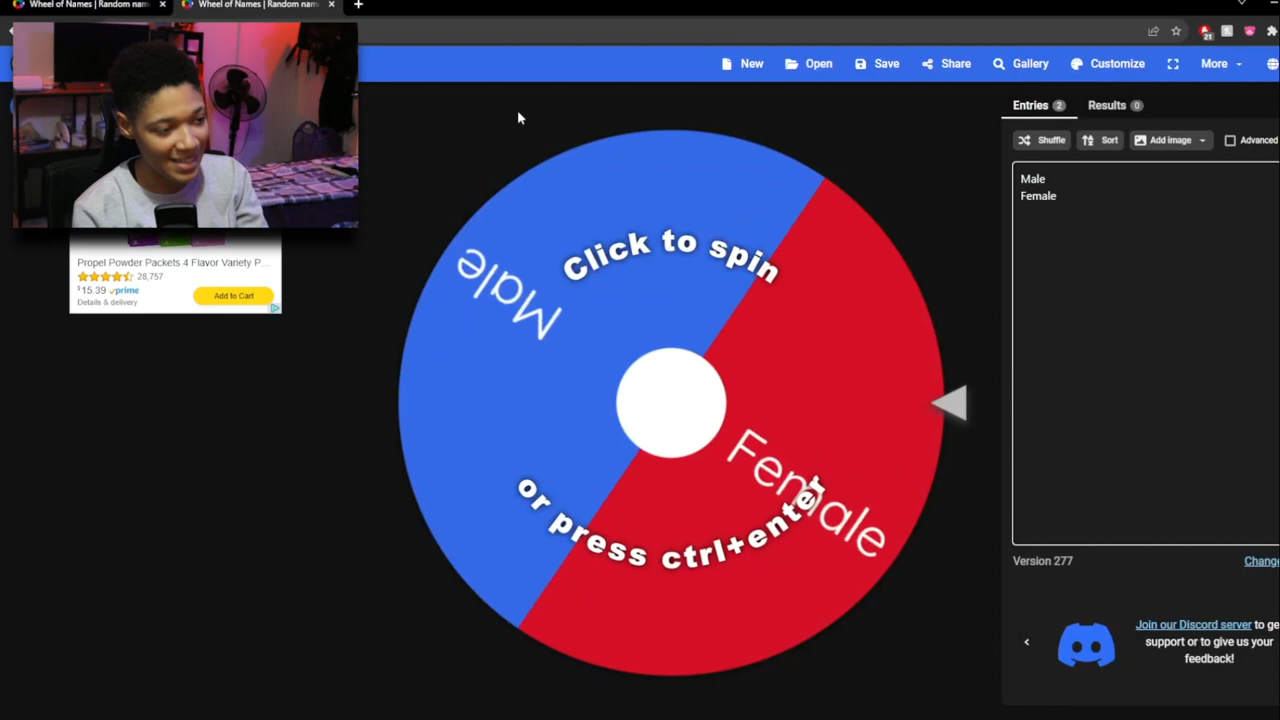 Wheel of Names | Random nam
Wheel of Names | Random nam
21
New
Open
Save
Share
Gallery
Customize
More
Entries 2
Results 0
Shuffle
Sort
Add image
Advanced
Male
Female
Click to spin
or press ctrl+enter
Male
Female
Propel Powder Packets 4 Flavor Variety P...
28,757
$15.39 prime
Details & delivery
Add to Cart
Version 277
Change
Join our Discord server to ge
support or to give us your
feedback!